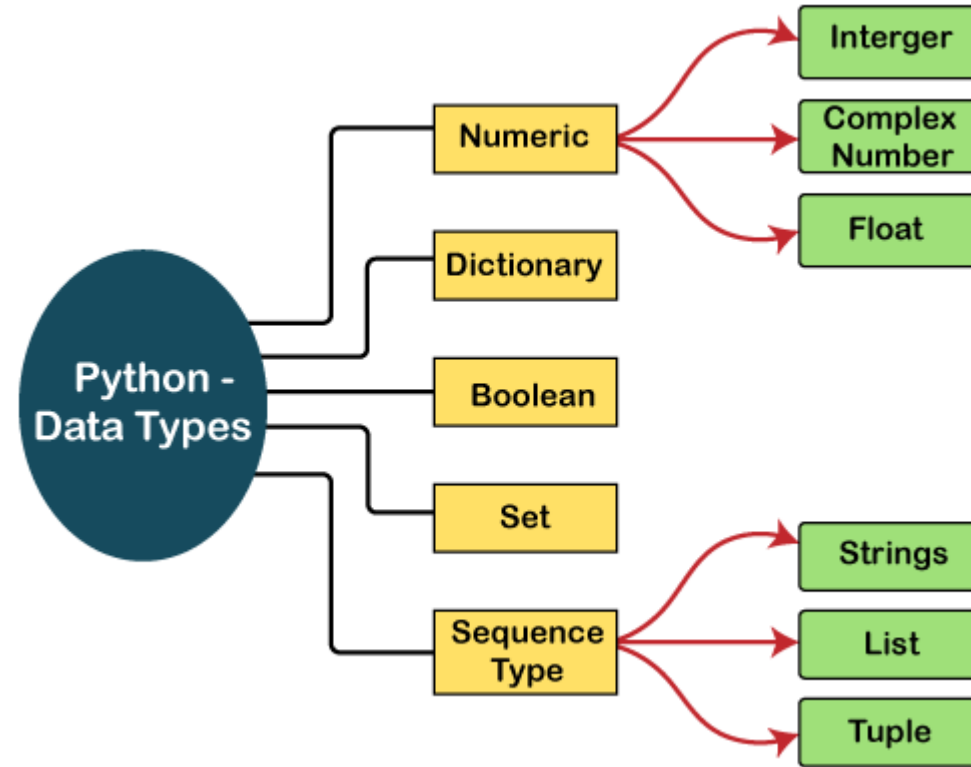 Python -
Data Types
Numeric
Interger
Complex
Number
Float
Dictionary
Boolean
Set
Sequence
Type
Strings
List
Tuple